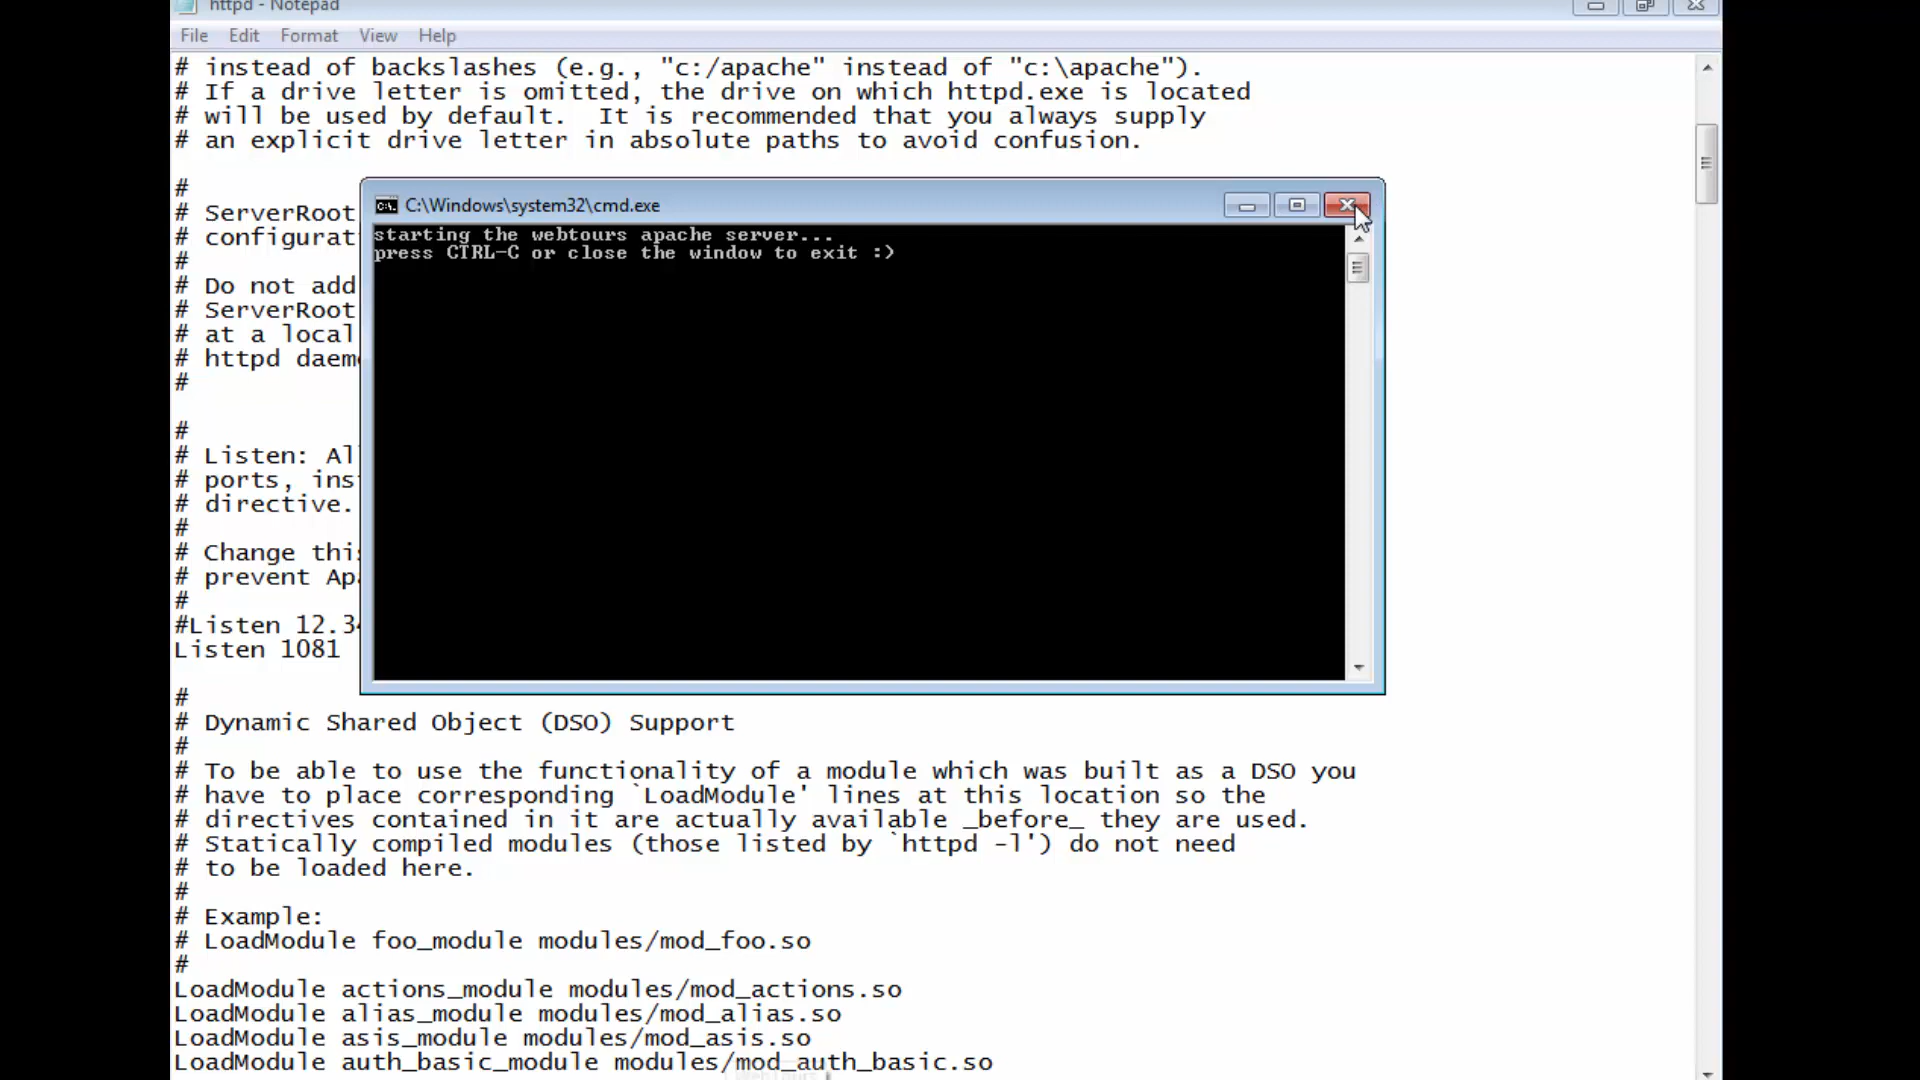 httpd - Notepad
File Edit Format View Help
# instead of backslashes (e.g., "c:/apache" instead of "c:\apache").
# If a drive letter is omitted, the drive on which httpd.exe is located
# will be used by default.  It is recommended that you always supply
# an explicit drive letter in absolute paths to avoid confusion.
#
# ServerRoot
# configurat
#
# Do not add
# ServerRoot
# at a local
# httpd daem
#
C:\Windows\system32\cmd.exe
starting the webtours apache server...
press CTRL-C or close the window to exit :)
#
# Listen: Al
# ports, ins
# directive.
#
# Change this
# prevent Apa
#
#Listen 12.34
Listen 1081
#
# Dynamic Shared Object (DSO) Support
#
# To be able to use the functionality of a module which was built as a DSO you
# have to place corresponding `LoadModule' lines at this location so the
# directives contained in it are actually available _before_ they are used.
# Statically compiled modules (those listed by `httpd -l') do not need
# to be loaded here.
#
# Example:
# LoadModule foo_module modules/mod_foo.so
#
LoadModule actions_module modules/mod_actions.so
LoadModule alias_module modules/mod_alias.so
LoadModule asis_module modules/mod_asis.so
LoadModule auth_basic_module modules/mod_auth_basic.so